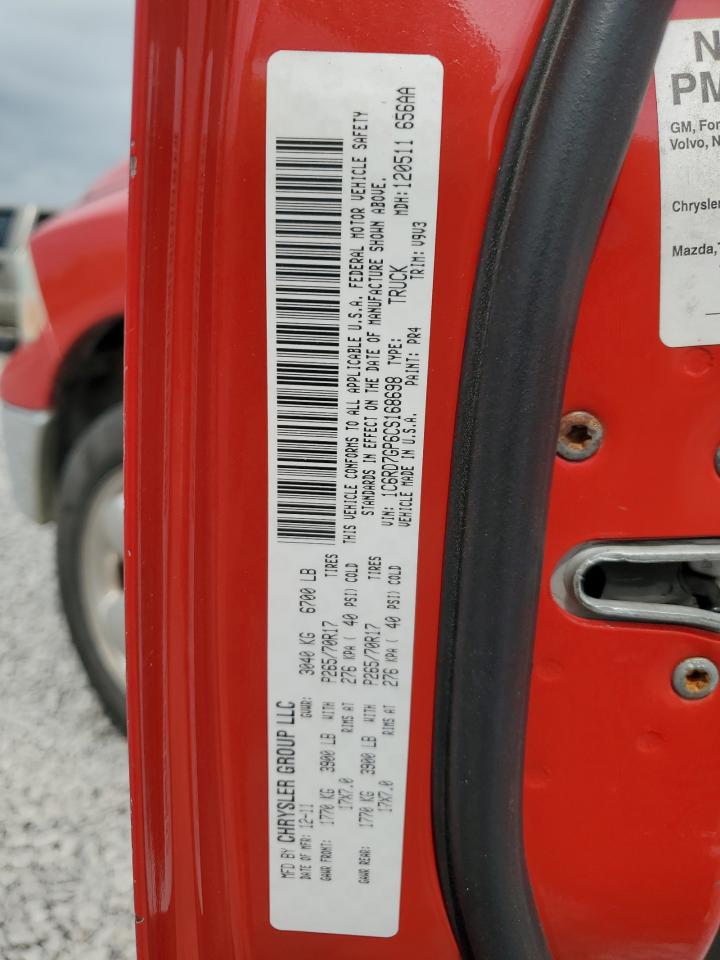 MFD BY CHRYSLER GROUP LLC
DATE OF MFR: 12-11 GVWR: 3040 KG 6700 LB
GAWR FRONT: 1770 KG 3900 LB WITH P265/70R17 TIRES
17X7.0 RIMS AT 276 KPA ( 40 PSI) COLD
GAWR REAR: 1770 KG 3900 LB WITH P265/70R17 TIRES
17X7.0 RIMS AT 276 KPA ( 40 PSI) COLD
THIS VEHICLE CONFORMS TO ALL APPLICABLE U.S.A. FEDERAL MOTOR VEHICLE SAFETY
STANDARDS IN EFFECT ON THE DATE OF MANUFACTURE SHOWN ABOVE.
VIN: 1C6RD7GP6CS168698 TYPE: TRUCK MDH:120511 656AA
VEHICLE MADE IN U.S.A. PAINT: PR4 TRIM: V9V3
N
PM
GM, For
Volvo, N
Chrysler
Mazda,